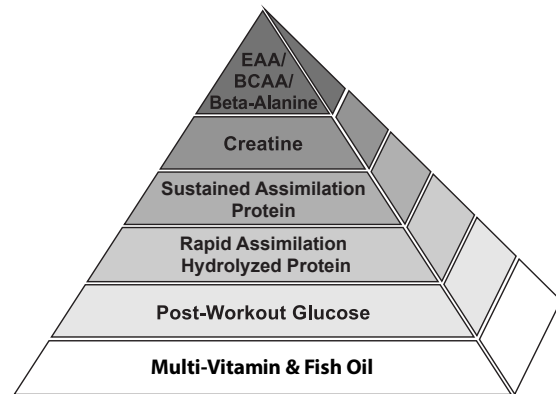 EAA/
BCAA/
Beta-Alanine
Creatine
Sustained Assimilation
Protein
Rapid Assimilation
Hydrolyzed Protein
Post-Workout Glucose
Multi-Vitamin & Fish Oil